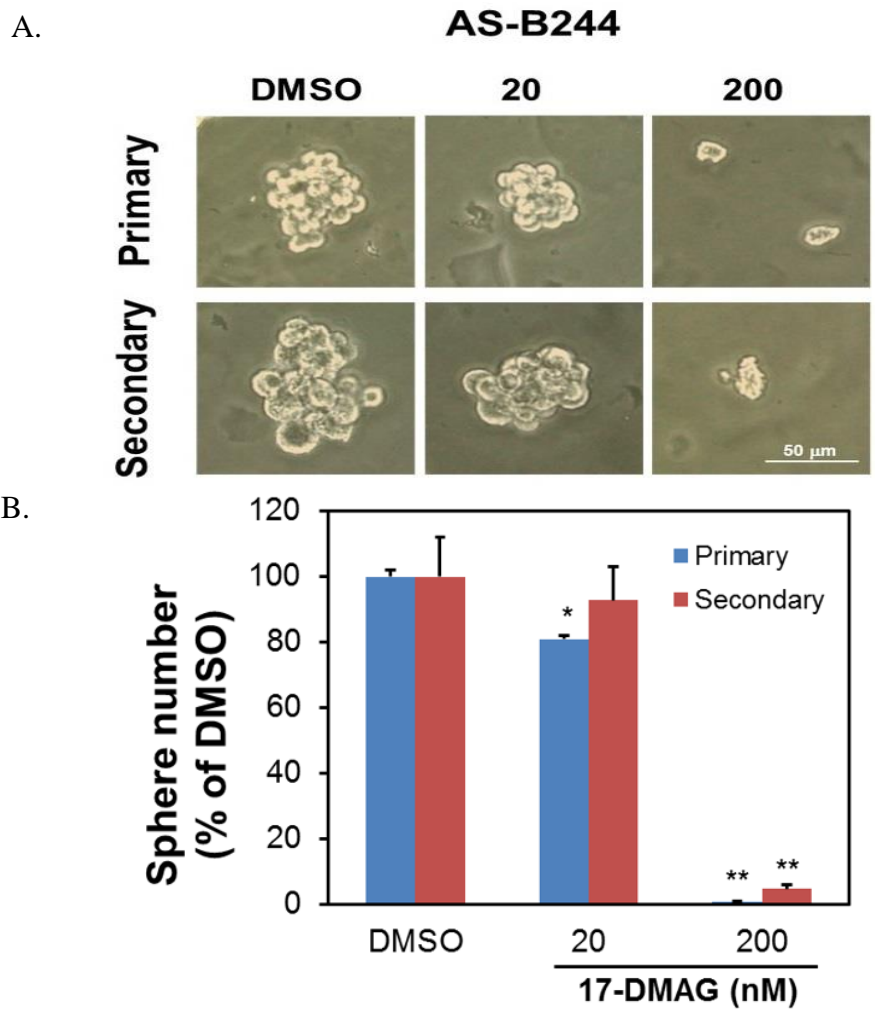 A.
AS-B244
DMSO 20 200
Primary
Secondary
50 μm
B.
Sphere number
(% of DMSO)
120
100
80
60
40
20
0
Primary
Secondary
*
**
**
DMSO 20 200
17-DMAG (nM)